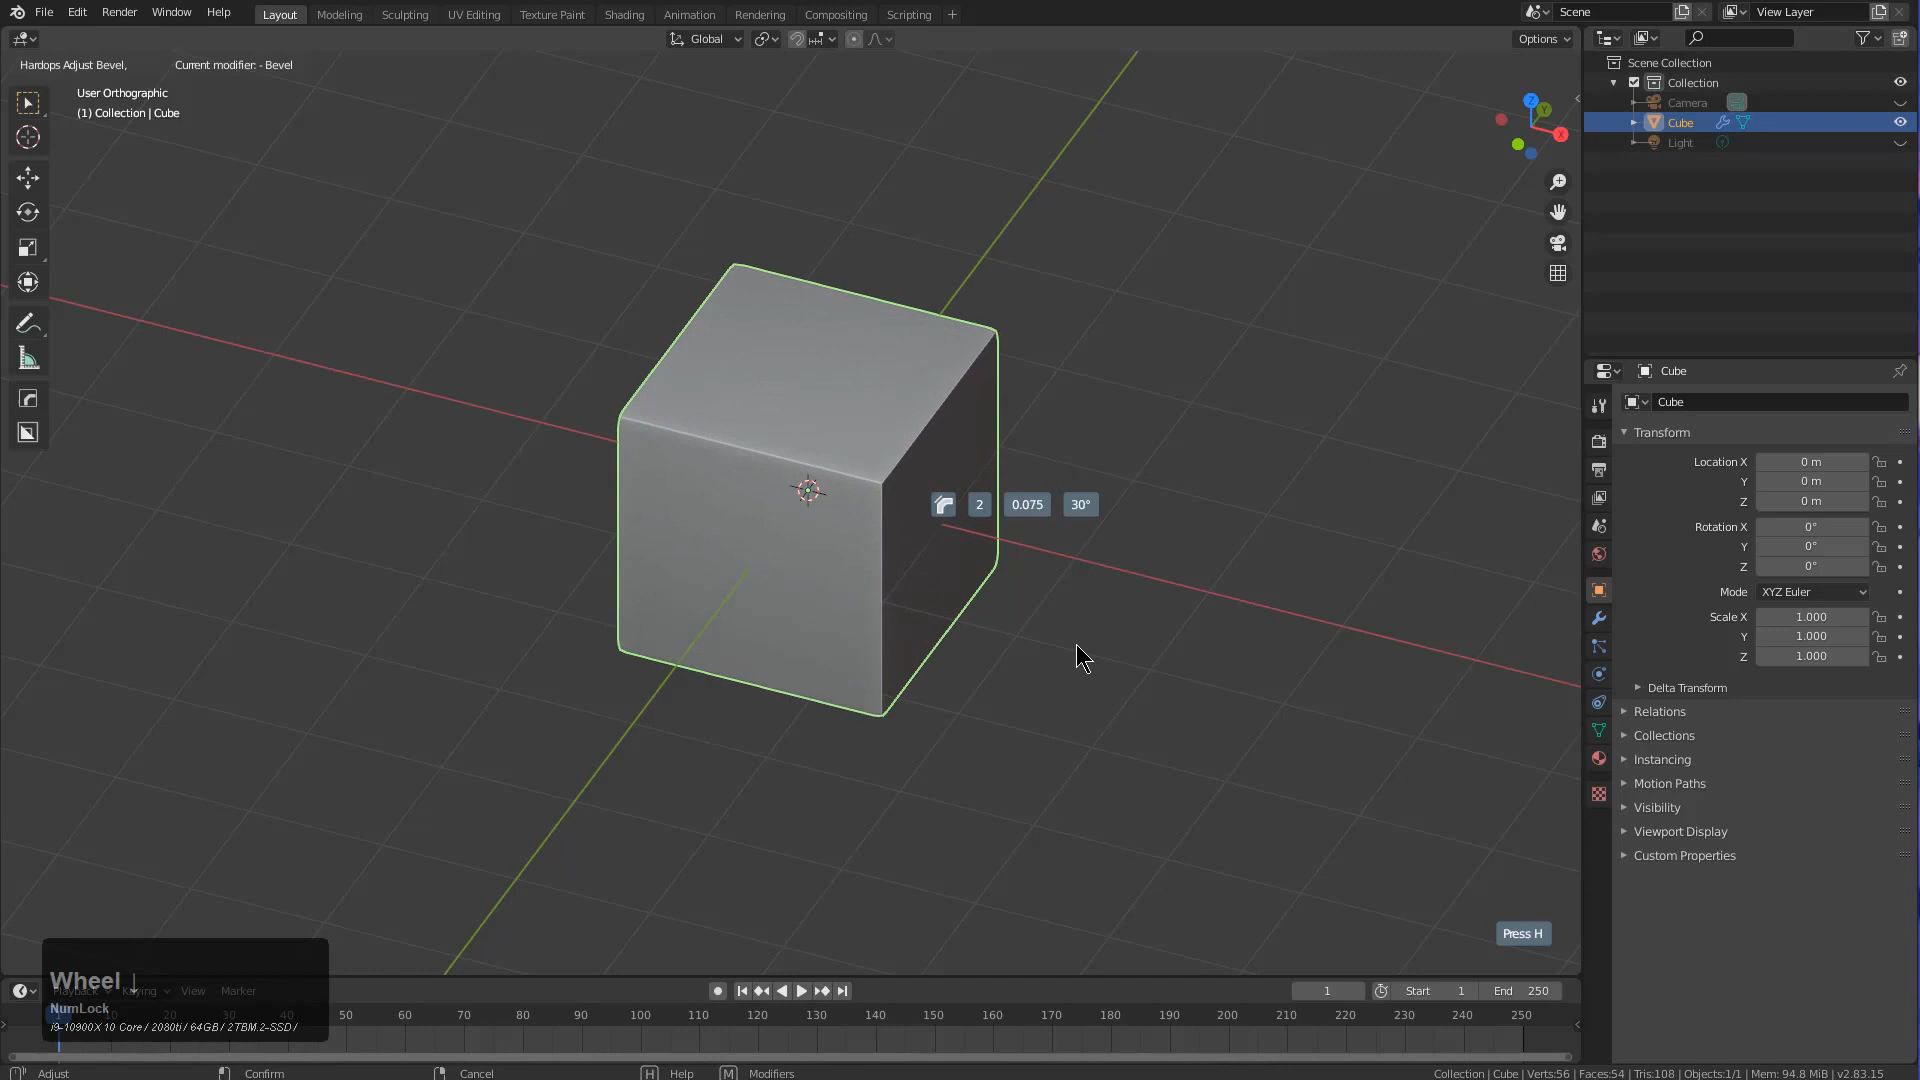 File Edit Render Window Help Layout Modeling Sculpting UV Editing Texture Paint Shading Animation Rendering Compositing Scripting + Scene View Layer
Global Options
Hardops Adjust Bevel, Current modifier: - Bevel
User Orthographic
(1) Collection | Cube
Scene Collection
Collection
Camera
Cube
Light
Z
Y
X
Cube
Cube
Transform
Location X 0 m
Y 0 m
Z 0 m
Rotation X 0°
Y 0°
Z 0°
Mode XYZ Euler
Scale X 1.000
Y 1.000
Z 1.000
Delta Transform
Relations
Collections
Instancing
Motion Paths
Visibility
Viewport Display
Custom Properties
2 0.075 30°
Press H
Wheel ↓
Playback Keying View Marker
1 Start 1 End 250
NumLock
i9-10900X 10 Core / 2080ti / 64GB / 2TBM.2-SSD /
1 10 20 30 40 50 60 70 80 90 100 110 120 130 140 150 160 170 180 190 200 210 220 230 240 250
Adjust Confirm Cancel H Help M Modifiers
Collection | Cube | Verts:56 | Faces:54 | Tris:108 | Objects:1/1 | Mem: 94.8 MiB | v2.83.15